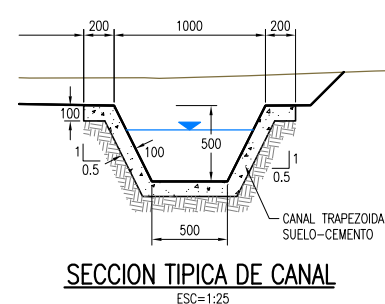 200 1000 200
100
500
1
100
1
0.5
0.5
500
CANAL TRAPEZOIDA
SUELO-CEMENTO
SECCION TIPICA DE CANAL
ESC=1:25